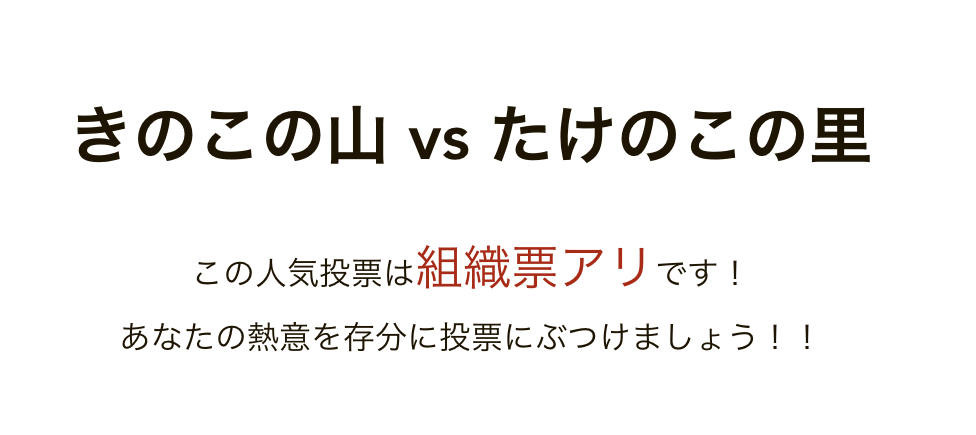 きのこの山 vs たけのこの里
この人気投票は組織票アリです！
あなたの熱意を存分に投票にぶつけましょう！！